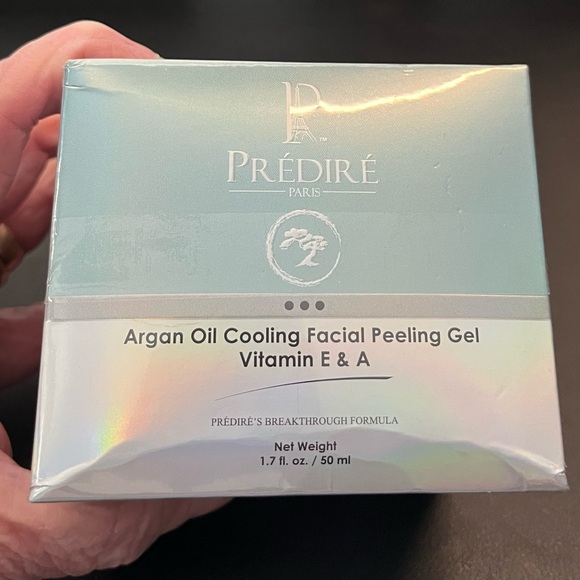 PRÉDIRÉ
PARIS
Argan Oil Cooling Facial Peeling Gel
Vitamin E & A
PRÉDIRÉ'S BREAKTHROUGH FORMULA
Net Weight
1.7 fl. oz. / 50 ml